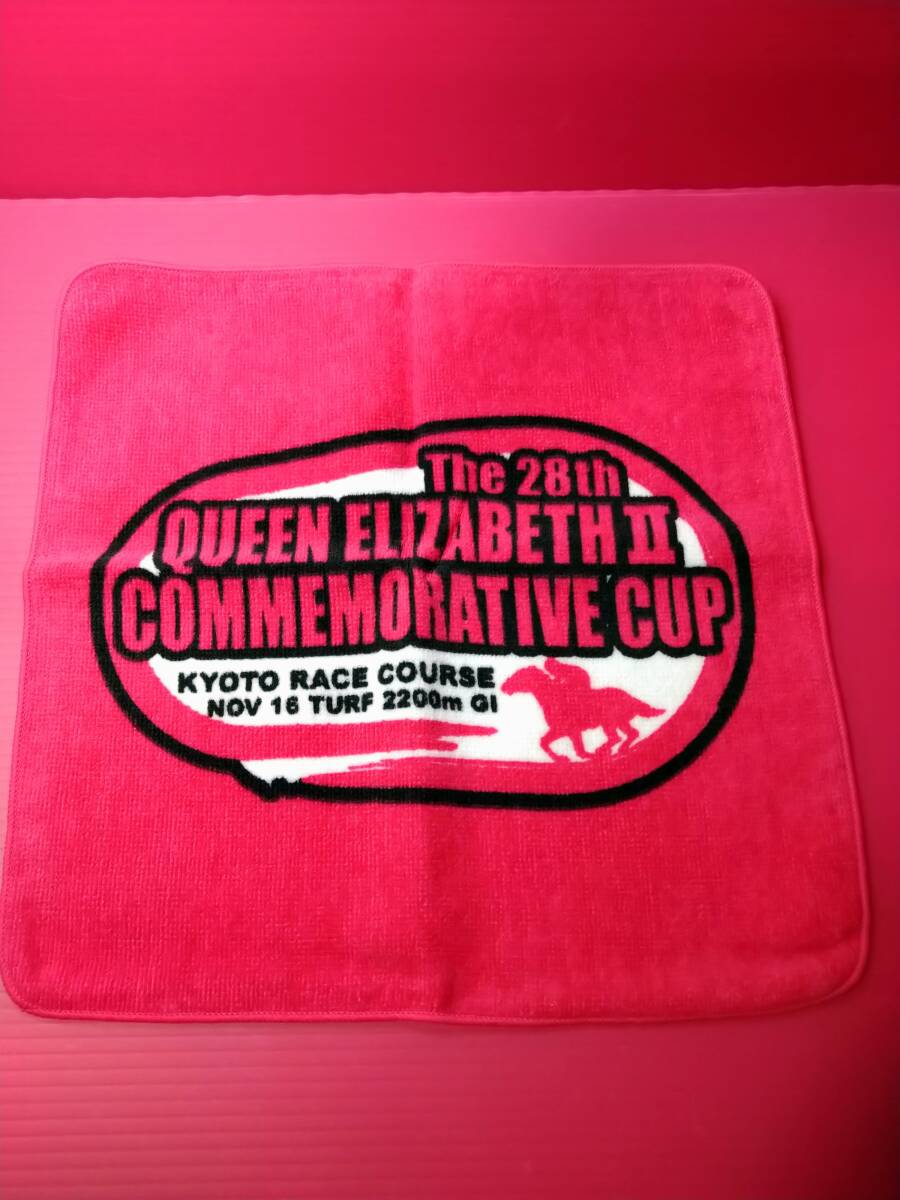 The 28th
QUEEN ELIZABETH II
COMMEMORATIVE CUP
KYOTO RACE COURSE
NOV 16 TURF 2200m GI